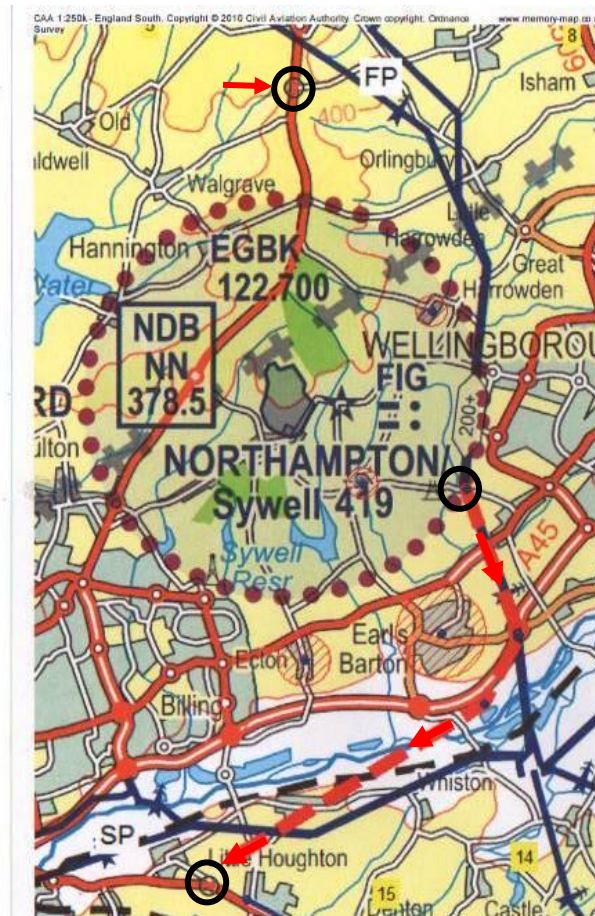 CAA 1:250k - England South. Copyright © 2010 Civil Aviation Authority. Crown copyright. Ordnance Survey
www.memory-map.co
8
FP
Isham
Old
400
Orlingbury
Walgrave
Little
Harrowden
Hannington
EGBK
122.700
Great
Harrowden
Water
NDB
NN
378.5
WELLINGBOROU
FIG
RD
200+
ulton
NORTHAMPTON/
Sywell 419
A45
Sywell
Resr
Earls
Barton
Ecton
Billing
Whiston
SP
Little Houghton
14
15
Denton
Castle